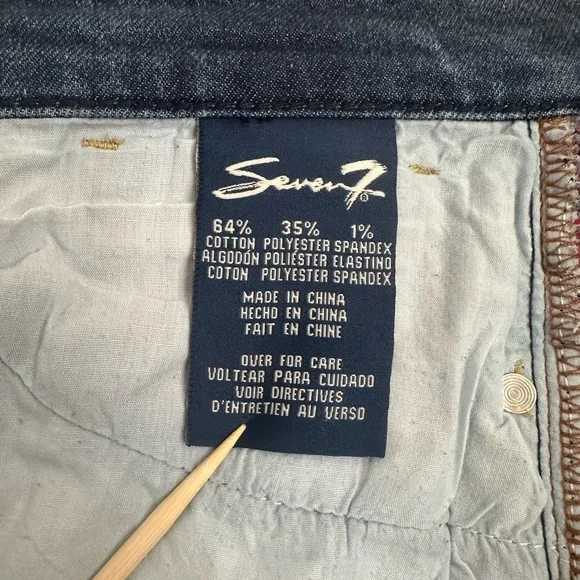 Seven7®
64% 35% 1%
COTTON POLYESTER SPANDEX
ALGODÓN POLIÉSTER ELASTINO
COTON POLYESTER SPANDEX
MADE IN CHINA
HECHO EN CHINA
FAIT EN CHINE
OVER FOR CARE
VOLTEAR PARA CUIDADO
VOIR DIRECTIVES
D'ENTRETIEN AU VERSO